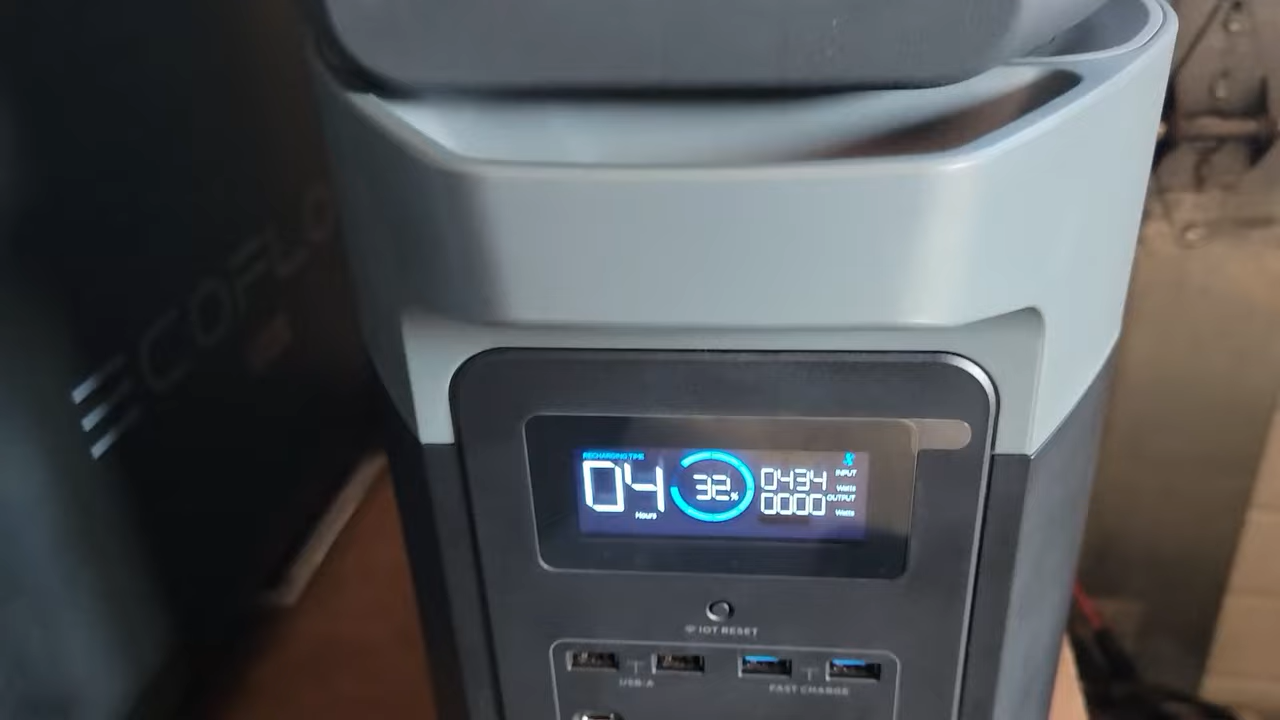 ECOFLO
RECHARGING TIME
04
Hours
32%
0434
INPUT
Watts
0000
OUTPUT
Watts
IOT RESET
USB-A
FAST CHARGE